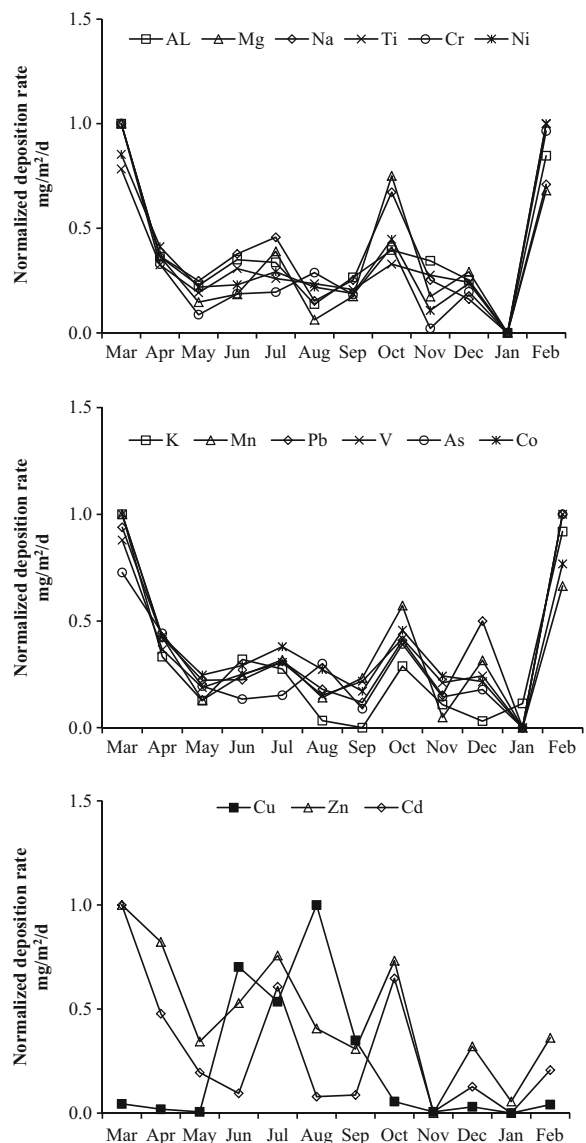 AL Mg Na Ti Cr Ni
Normalized deposition rate
mg/m²/d
1.5
1.0
0.5
0.0
Mar Apr May Jun Jul Aug Sep Oct Nov Dec Jan Feb
K Mn Pb V As Co
Normalized deposition rate
mg/m²/d
1.5
1.0
0.5
0.0
Mar Apr May Jun Jul Aug Sep Oct Nov Dec Jan Feb
Cu Zn Cd
Normalized deposition rate
mg/m²/d
1.5
1.0
0.5
0.0
Mar Apr May Jun Jul Aug Sep Oct Nov Dec Jan Feb